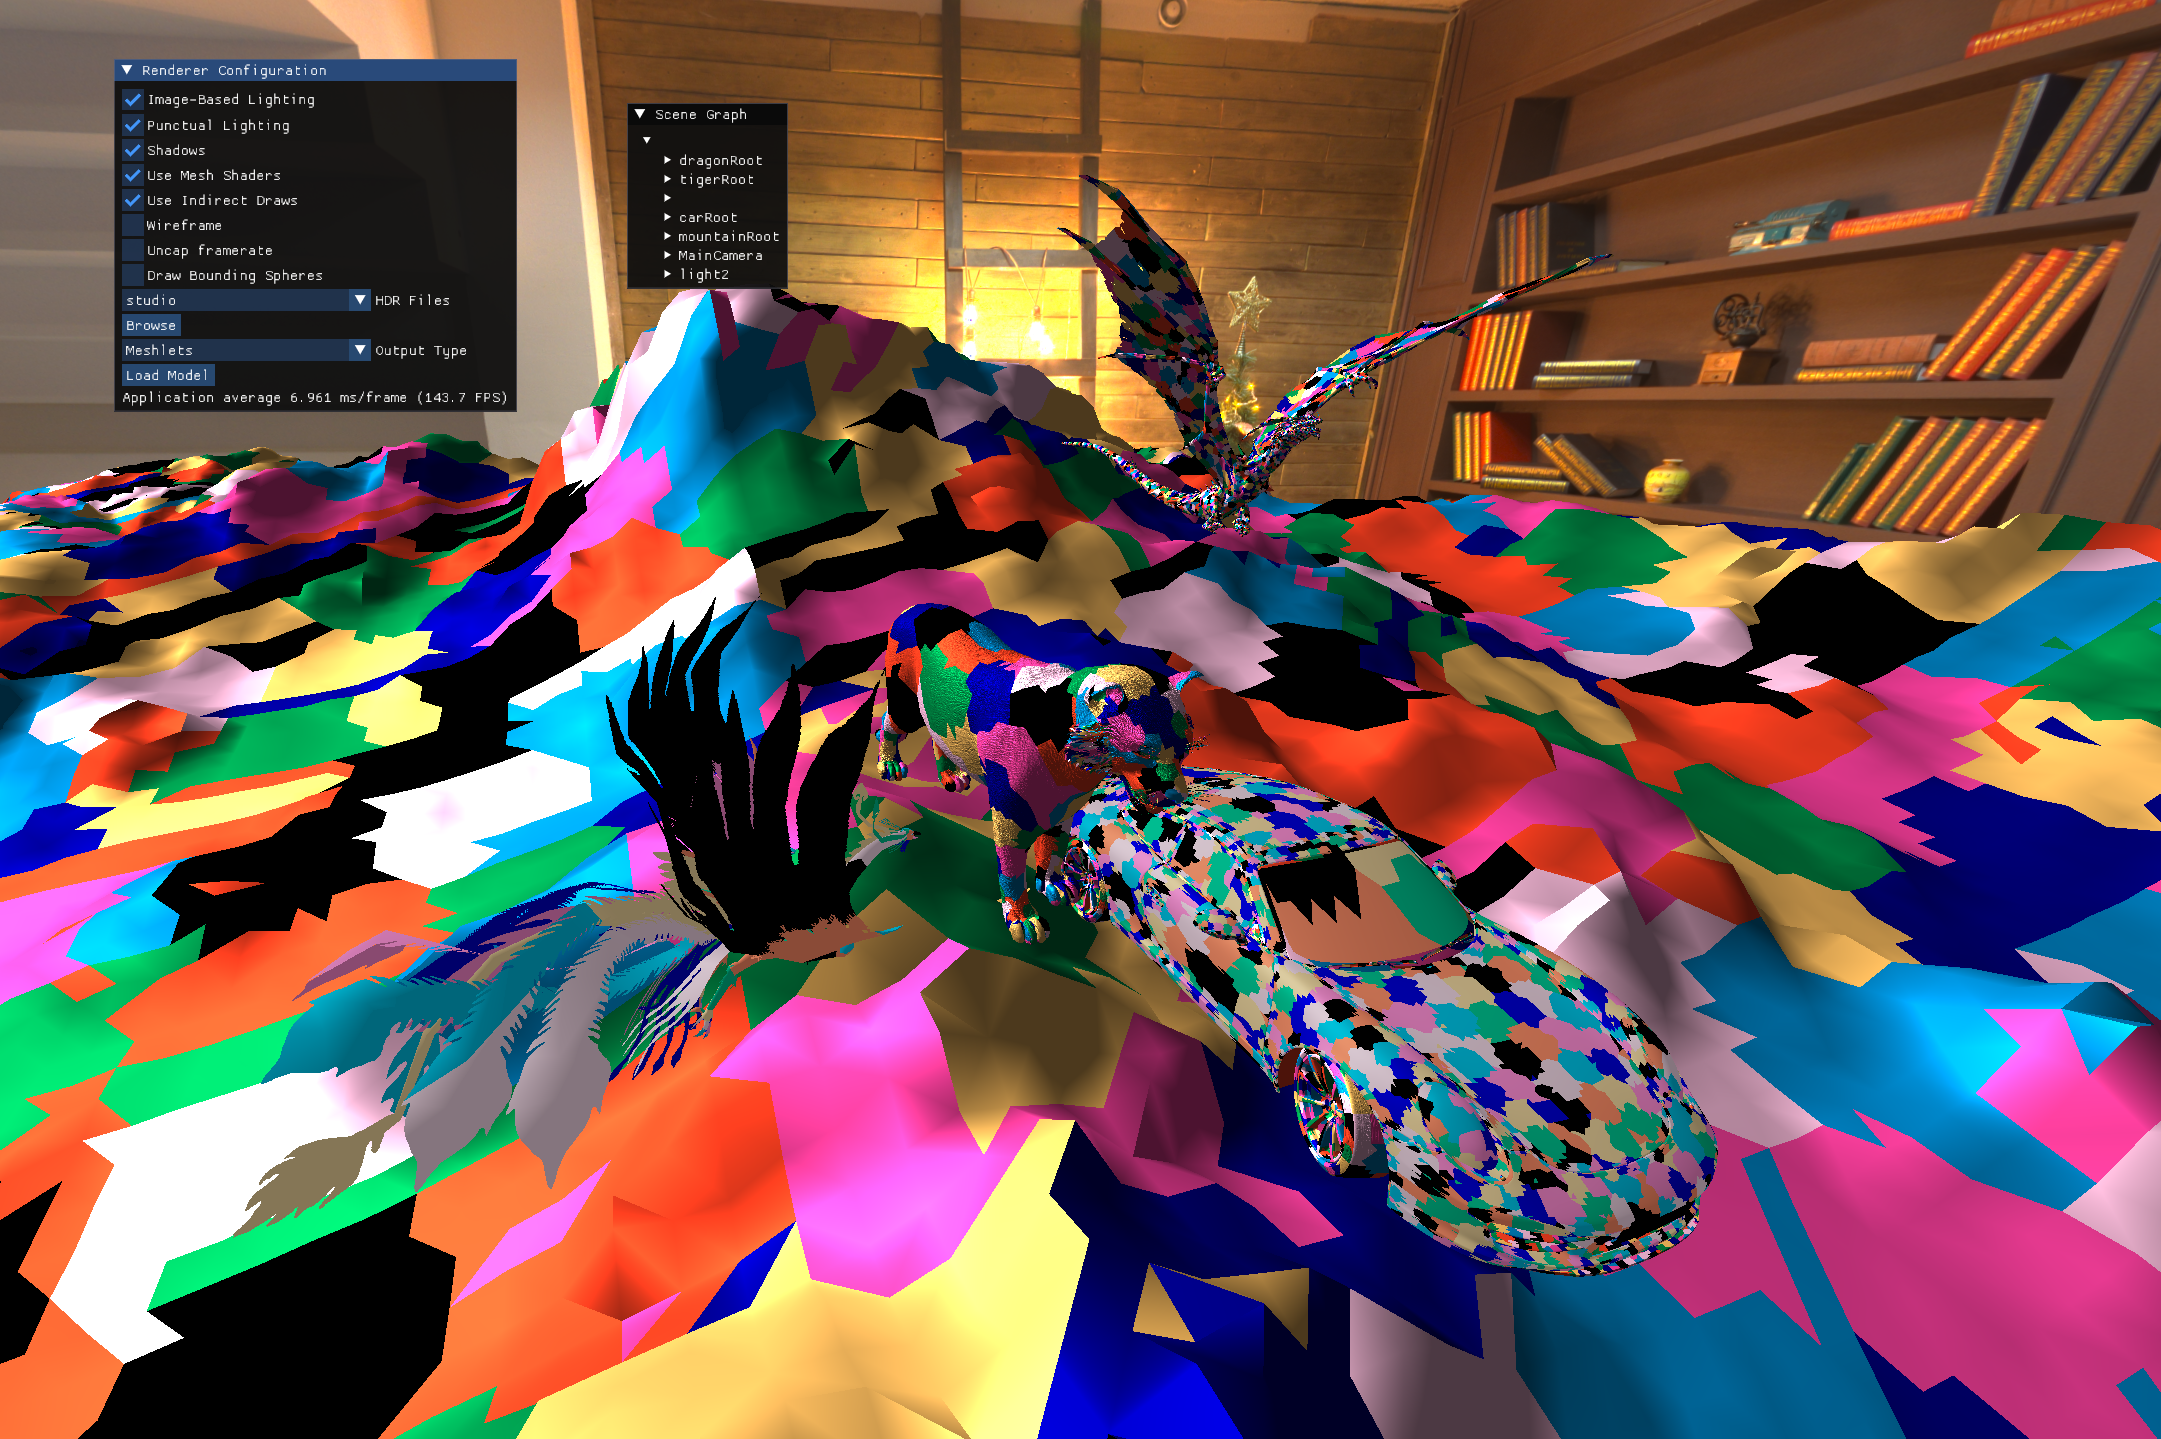 Renderer Configuration
Image-Based Lighting
Punctual Lighting
Shadows
Use Mesh Shaders
Use Indirect Draws
Wireframe
Uncap framerate
Draw Bounding Spheres
studio HDR Files
Browse
Meshlets Output Type
Load Model
Application average 6.961 ms/frame (143.7 FPS)
Scene Graph
dragonRoot
tigerRoot
carRoot
mountainRoot
MainCamera
light2